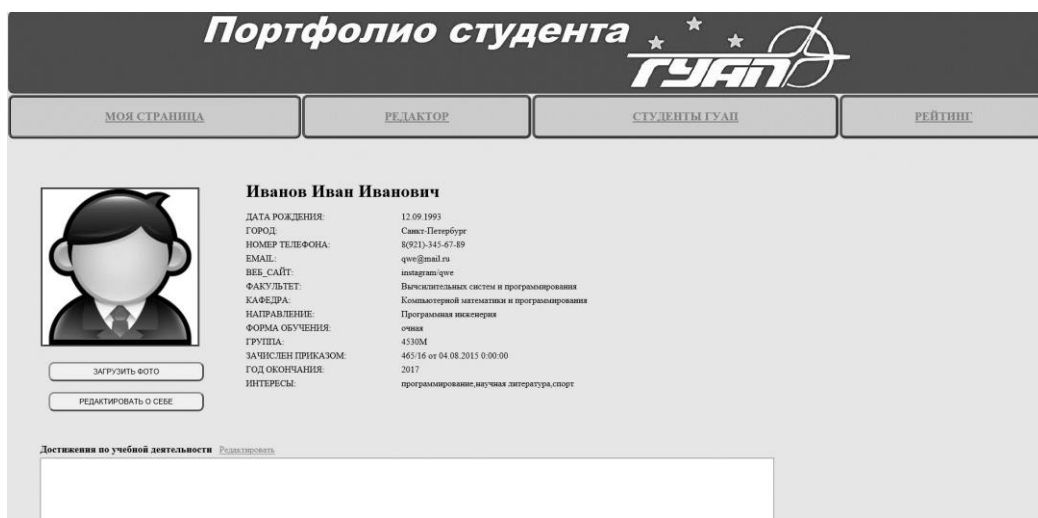 Портфолио студента
ГУАП
МОЯ СТРАНИЦА
РЕДАКТОР
СТУДЕНТЫ ГУАП
РЕЙТИНГ
Иванов Иван Иванович
ДАТА РОЖДЕНИЯ: 12.09.1993
ГОРОД: Санкт-Петербург
НОМЕР ТЕЛЕФОНА: 8(921)-345-67-89
EMAIL: qwe@mail.ru
ВЕБ_САЙТ: instagram/qwe
ФАКУЛЬТЕТ: Вычислительных систем и программирования
КАФЕДРА: Компьютерной математики и программирования
НАПРАВЛЕНИЕ: Программная инженерия
ФОРМА ОБУЧЕНИЯ: очная
ГРУППА: 4530М
ЗАЧИСЛЕН ПРИКАЗОМ: 465/16 от 04.08.2015 0:00:00
ГОД ОКОНЧАНИЯ: 2017
ИНТЕРЕСЫ: программирование,научная литература,спорт
ЗАГРУЗИТЬ ФОТО
РЕДАКТИРОВАТЬ О СЕБЕ
Достижения по учебной деятельности Редактировать